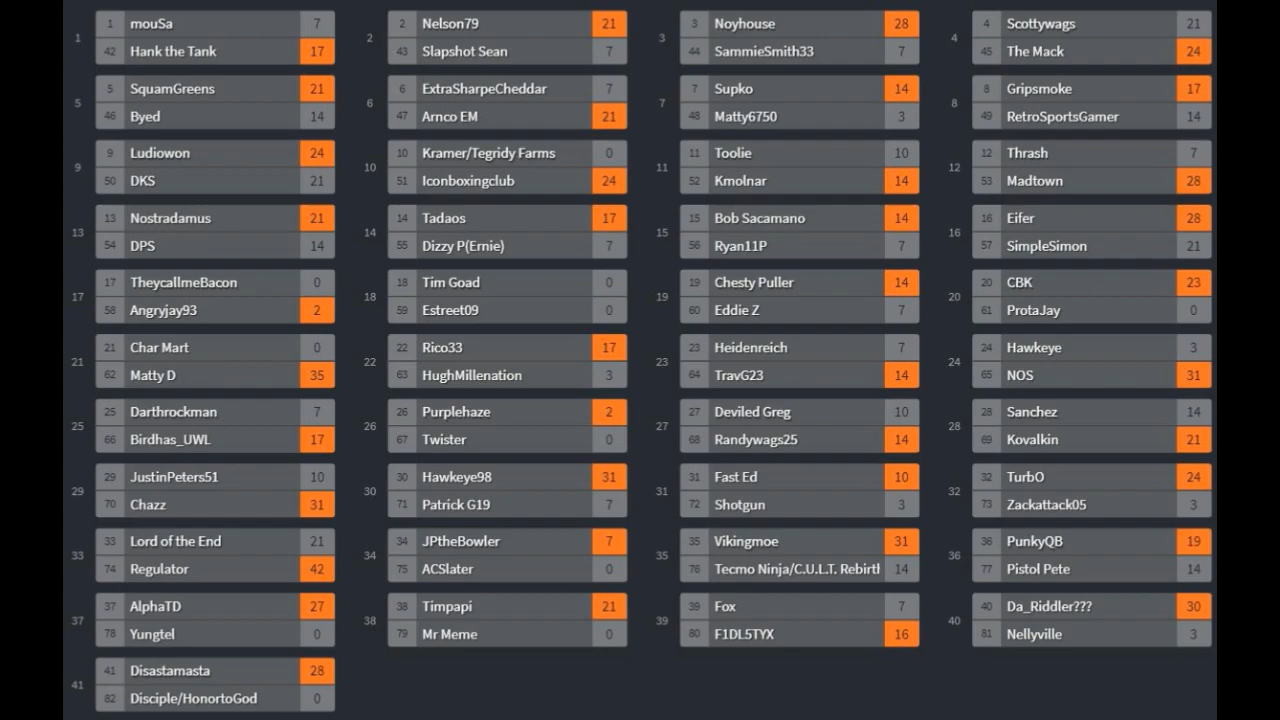 1
1 mouSa 7
42 Hank the Tank 17
2
2 Nelson79 21
43 Slapshot Sean 7
3
3 Noyhouse 28
44 SammieSmith33 7
4
4 Scottywags 21
45 The Mack 24
5
5 SquamGreens 21
46 Byed 14
6
6 ExtraSharpeCheddar 7
47 Arnco EM 21
7
7 Supko 14
48 Matty6750 3
8
8 Gripsmoke 17
49 RetroSportsGamer 14
9
9 Ludiowon 24
50 DKS 21
10
10 Kramer/Tegridy Farms 0
51 Iconboxingclub 24
11
11 Toolie 10
52 Kmolnar 14
12
12 Thrash 7
53 Madtown 28
13
13 Nostradamus 21
54 DPS 14
14
14 Tadaos 17
55 Dizzy P(Ernie) 7
15
15 Bob Sacamano 14
56 Ryan11P 7
16
16 Eifer 28
57 SimpleSimon 21
17
17 TheycallmeBacon 0
58 Angryjay93 2
18
18 Tim Goad 0
59 Estreet09 0
19
19 Chesty Puller 14
60 Eddie Z 7
20
20 CBK 23
61 ProtaJay 0
21
21 Char Mart 0
62 Matty D 35
22
22 Rico33 17
63 HughMillenation 3
23
23 Heidenreich 7
64 TravG23 14
24
24 Hawkeye 3
65 NOS 31
25
25 Darthrockman 7
66 Birdhas_UWL 17
26
26 Purplehaze 2
67 Twister 0
27
27 Deviled Greg 10
68 Randywags25 14
28
28 Sanchez 14
69 Kovalkin 21
29
29 JustinPeters51 10
70 Chazz 31
30
30 Hawkeye98 31
71 Patrick G19 7
31
31 Fast Ed 10
72 Shotgun 3
32
32 TurbO 24
73 Zackattack05 3
33
33 Lord of the End 21
74 Regulator 42
34
34 JPtheBowler 7
75 ACSlater 0
35
35 Vikingmoe 31
76 Tecmo Ninja/C.U.L.T. Rebirth 14
36
36 PunkyQB 19
77 Pistol Pete 14
37
37 AlphaTD 27
78 Yungtel 0
38
38 Timpapi 21
79 Mr Meme 0
39
39 Fox 7
80 F1DL5TYX 16
40
40 Da_Riddler??? 30
81 Nellyville 3
41
41 Disastamasta 28
82 Disciple/HonortoGod 0